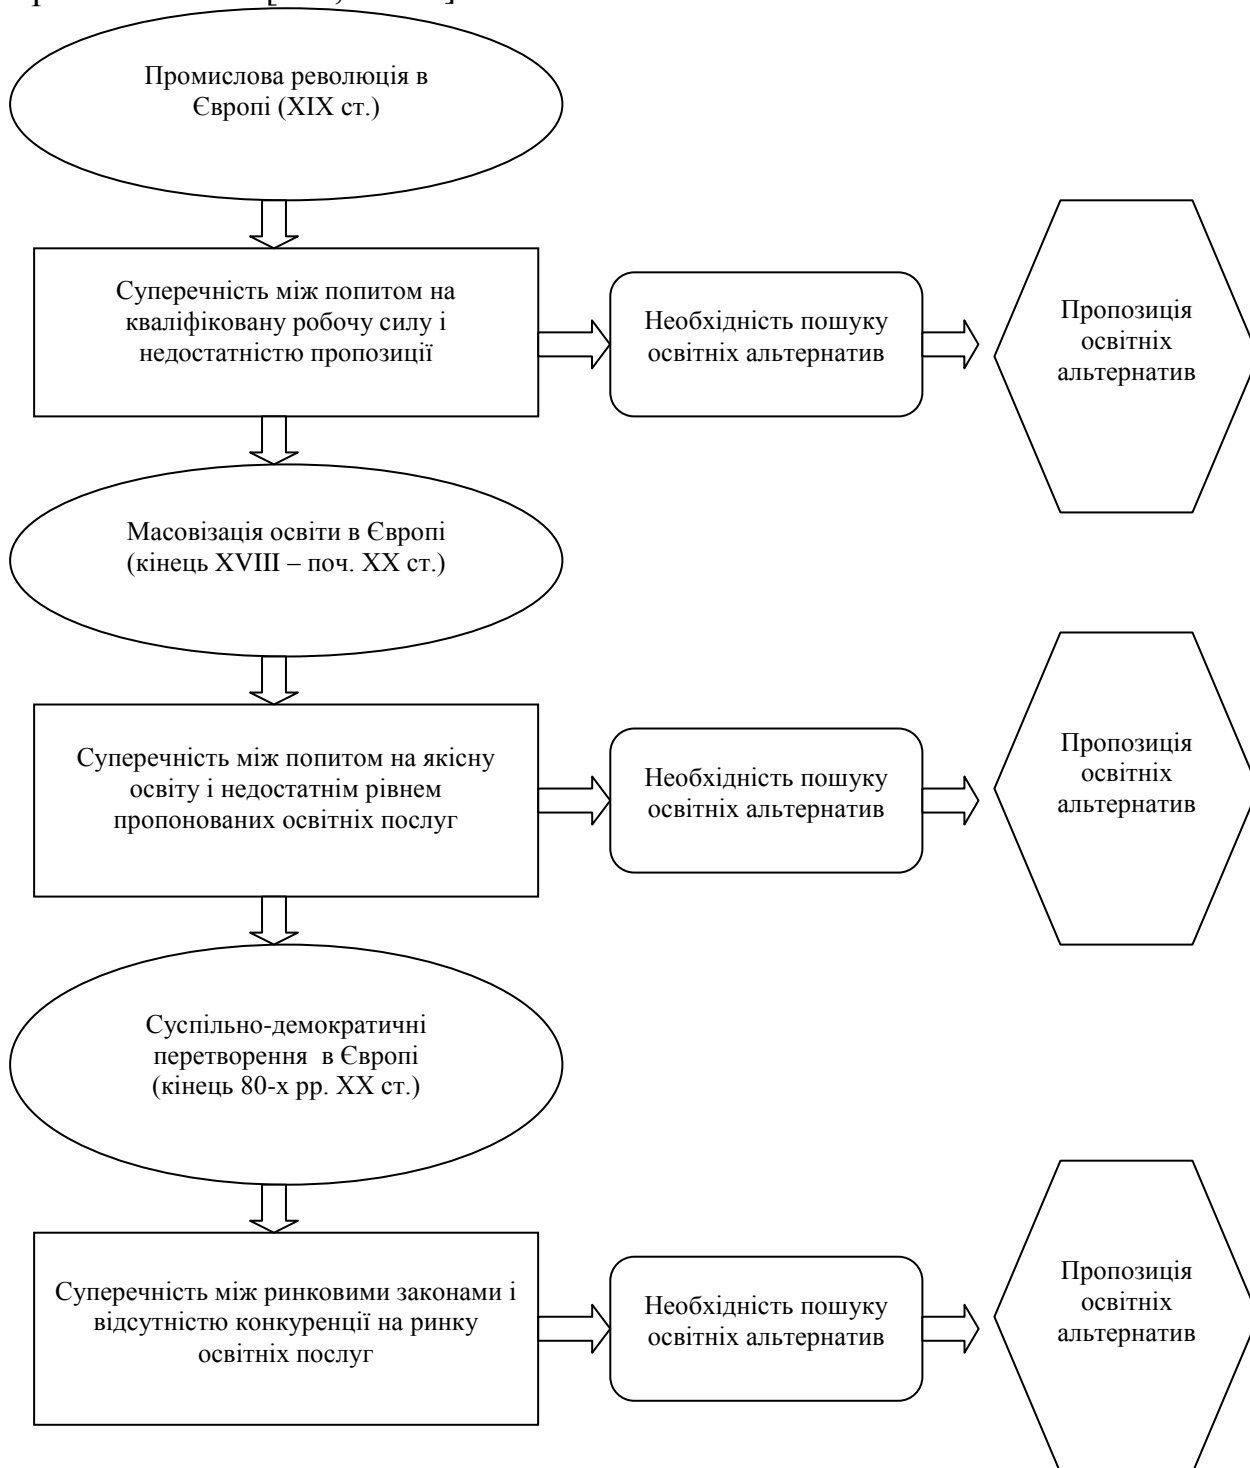 Промислова революція в
Європі (XIX ст.)
Суперечність між попитом на
кваліфіковану робочу силу і
недостатністю пропозиції
Необхідність пошуку
освітніх альтернатив
Пропозиція
освітніх
альтернатив
Масовізація освіти в Європі
(кінець XVIII – поч. XX ст.)
Суперечність між попитом на якісну
освіту і недостатнім рівнем
пропонованих освітніх послуг
Необхідність пошуку
освітніх альтернатив
Пропозиція
освітніх
альтернатив
Суспільно-демократичні
перетворення в Європі
(кінець 80-х рр. XX ст.)
Суперечність між ринковими законами і
відсутністю конкуренції на ринку
освітніх послуг
Необхідність пошуку
освітніх альтернатив
Пропозиція
освітніх
альтернатив